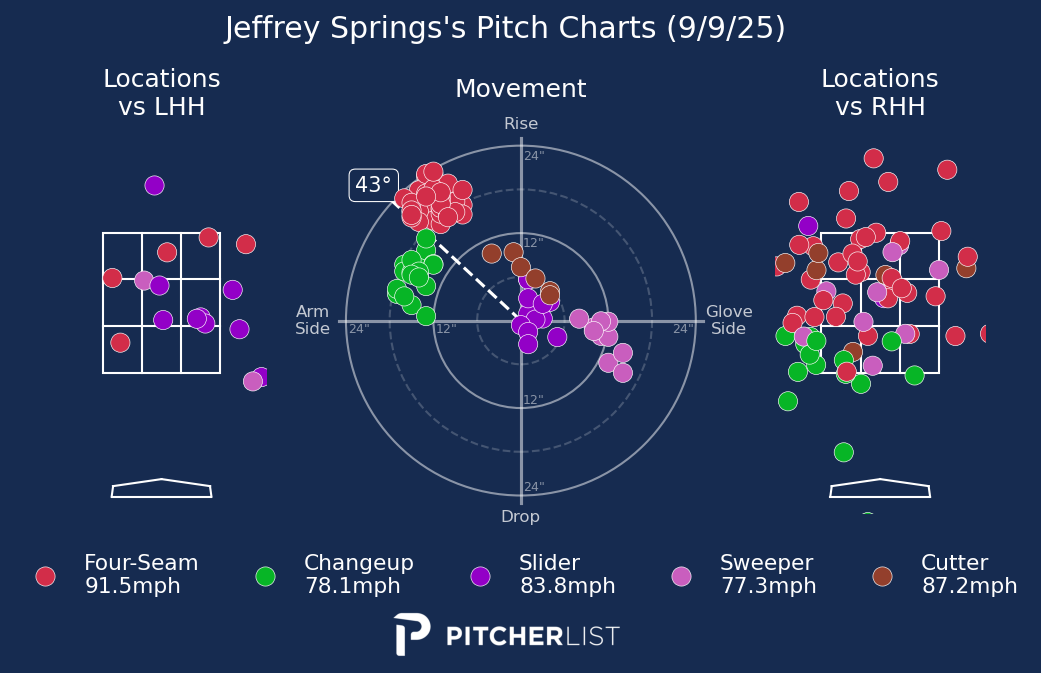 Jeffrey Springs's Pitch Charts (9/9/25)
Locations
vs LHH
Movement
Locations
vs RHH
Rise
24"
43°
12"
Arm
Side
24"
12"
24"
Glove
Side
12"
24"
Drop
Four-Seam
91.5mph
Changeup
78.1mph
Slider
83.8mph
Sweeper
77.3mph
Cutter
87.2mph
PITCHERLIST